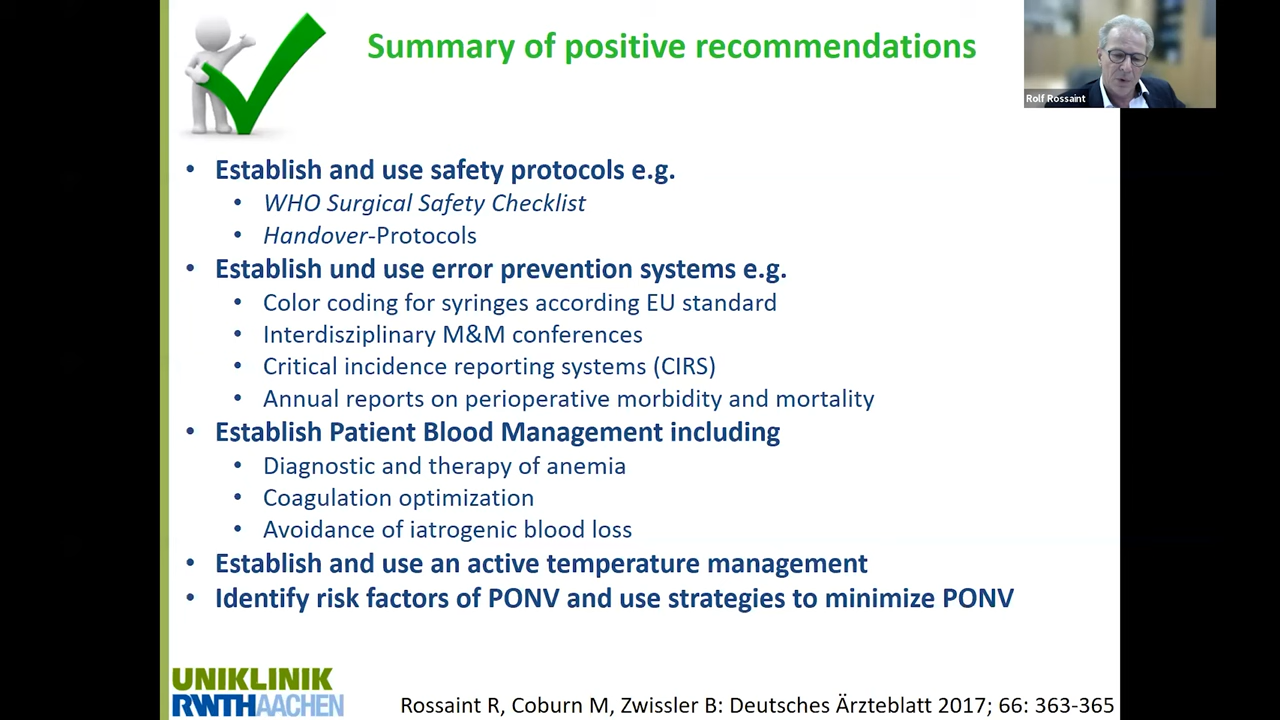 Summary of positive recommendations
Rolf Rossaint
• Establish and use safety protocols e.g.
• WHO Surgical Safety Checklist
• Handover-Protocols
• Establish und use error prevention systems e.g.
• Color coding for syringes according EU standard
• Interdisziplinary M&M conferences
• Critical incidence reporting systems (CIRS)
• Annual reports on perioperative morbidity and mortality
• Establish Patient Blood Management including
• Diagnostic and therapy of anemia
• Coagulation optimization
• Avoidance of iatrogenic blood loss
• Establish and use an active temperature management
• Identify risk factors of PONV and use strategies to minimize PONV
UNIKLINIK
RWTHAACHEN
Rossaint R, Coburn M, Zwissler B: Deutsches Ärzteblatt 2017; 66: 363-365